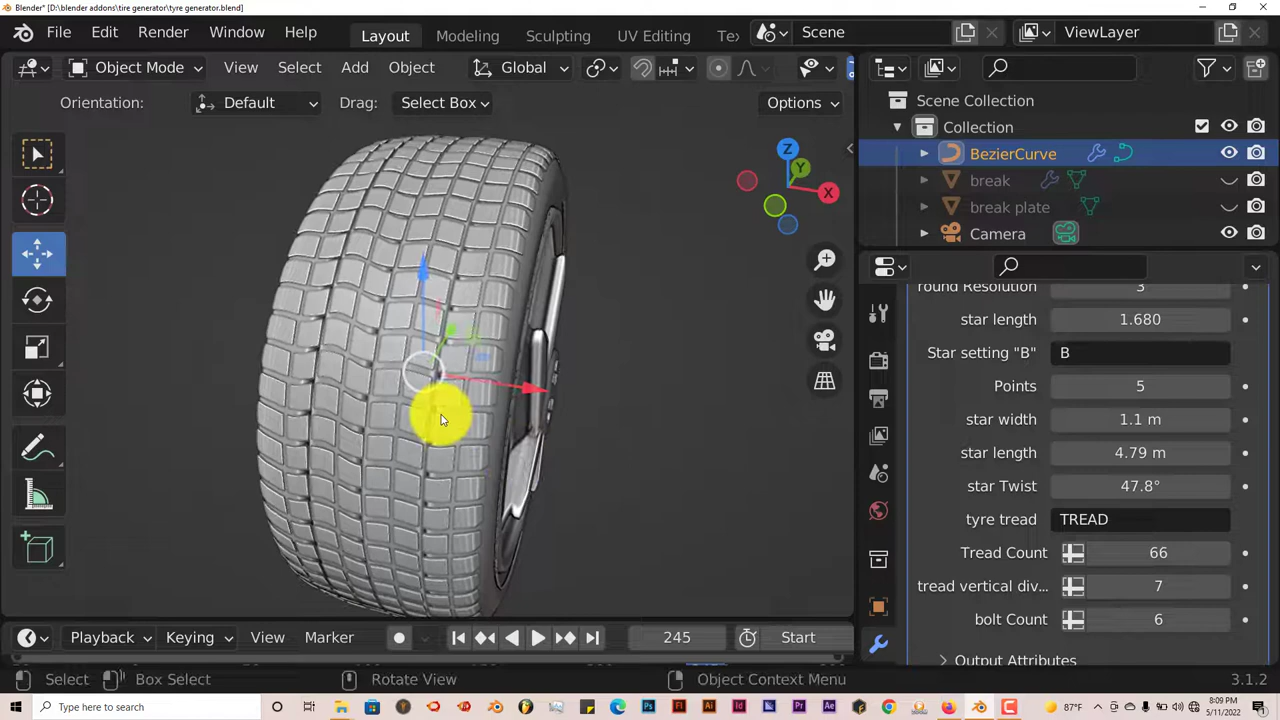 Blender* [D:\blender addons\tire generator\tyre generator.blend]
File Edit Render Window Help Layout Modeling Sculpting UV Editing Te Scene ViewLayer
Object Mode View Select Add Object Global
Orientation: Default Drag: Select Box Options
Scene Collection
Collection
BezierCurve
break
break plate
Camera
Z
Y
X
round Resolution 3
star length 1.680
Star setting "B" B
Points 5
star width 1.1 m
star length 4.79 m
star Twist 47.8°
tyre tread TREAD
Tread Count 66
tread vertical div... 7
bolt Count 6
Output Attributes
Playback Keying View Marker 245 Start
Select Box Select Rotate View Object Context Menu 3.1.2
Type here to search
87°F
8:09 PM
5/11/2022